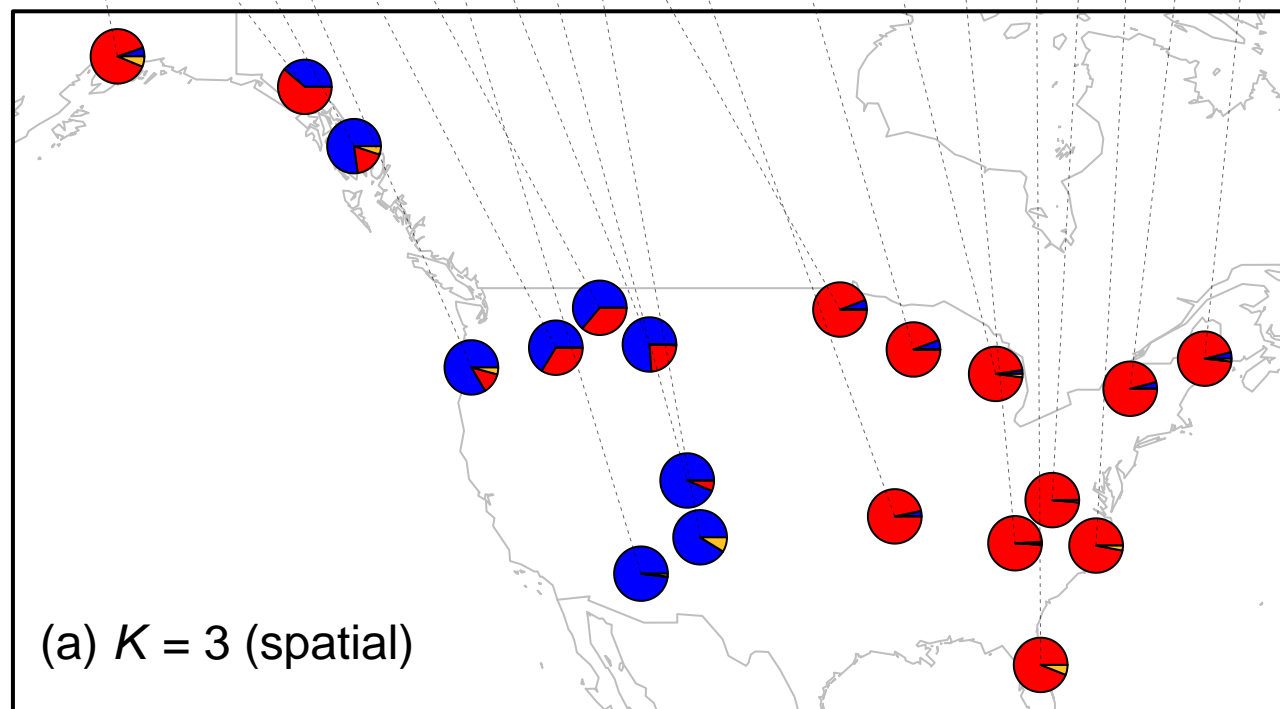 (a) K = 3 (spatial)